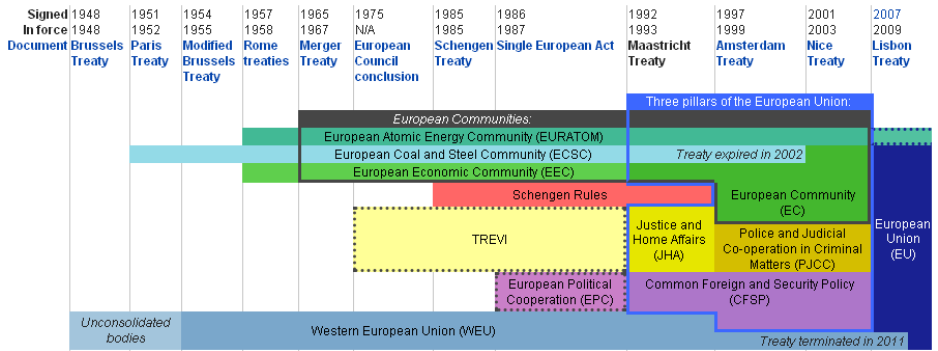 Signed 1948 1951 1954 1957 1965 1975 1985 1986 1992 1997 2001 2007
In force 1948 1952 1955 1958 1967 N/A 1985 1987 1993 1999 2003 2009
Document Brussels Treaty Paris Treaty Modified Brussels Treaty Rome treaties Merger Treaty European Council conclusion Schengen Treaty Single European Act Maastricht Treaty Amsterdam Treaty Nice Treaty Lisbon Treaty
Three pillars of the European Union:
European Communities:
European Atomic Energy Community (EURATOM)
European Coal and Steel Community (ECSC)
Treaty expired in 2002
European Economic Community (EEC)
Schengen Rules
European Community
(EC)
TREVI
Justice and
Home Affairs
(JHA)
Police and Judicial
Co-operation in Criminal
Matters (PJCC)
European
Union
(EU)
European Political
Cooperation (EPC)
Common Foreign and Security Policy
(CFSP)
Unconsolidated
bodies
Western European Union (WEU)
Treaty terminated in 2011